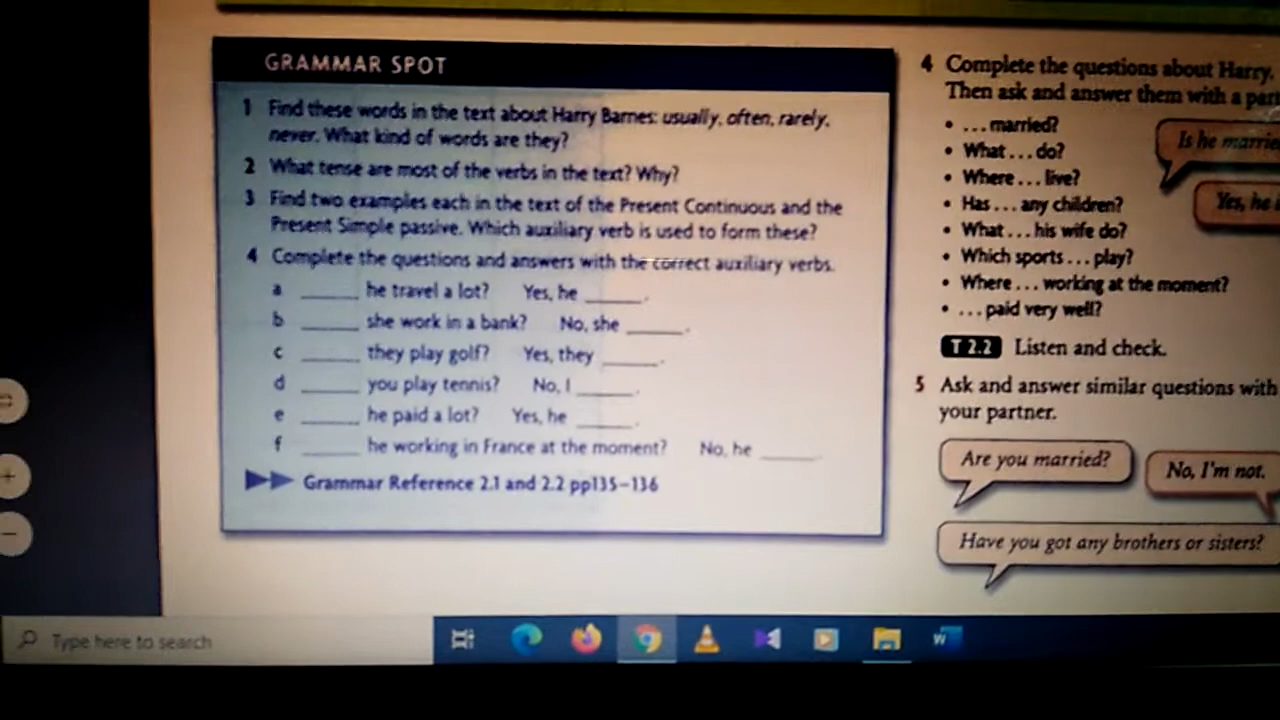 GRAMMAR SPOT
1 Find these words in the text about Harry Barnes: usually, often, rarely,
never. What kind of words are they?
2 What tense are most of the verbs in the text? Why?
3 Find two examples each in the text of the Present Continuous and the
Present Simple passive. Which auxiliary verb is used to form these?
4 Complete the questions and answers with the correct auxiliary verbs.
a ______ he travel a lot? Yes, he ______.
b ______ she work in a bank? No, she ______.
c ______ they play golf? Yes, they ______.
d ______ you play tennis? No, I ______.
e ______ he paid a lot? Yes, he ______.
f ______ he working in France at the moment? No, he ______.
Grammar Reference 2.1 and 2.2 pp135–136
4 Complete the questions about Harry.
Then ask and answer them with a
• ... married?
• What ... do?
• Where ... live?
• Has ... any children?
• What ... his wife do?
• Which sports ... play?
• Where ... working at the moment?
• ... paid very well?
Is he
Yes, he
T 2.2 Listen and check.
5 Ask and answer similar questions with
your partner.
Are you married?
No, I'm not.
Have you got any brothers or sisters?
Type here to search
W